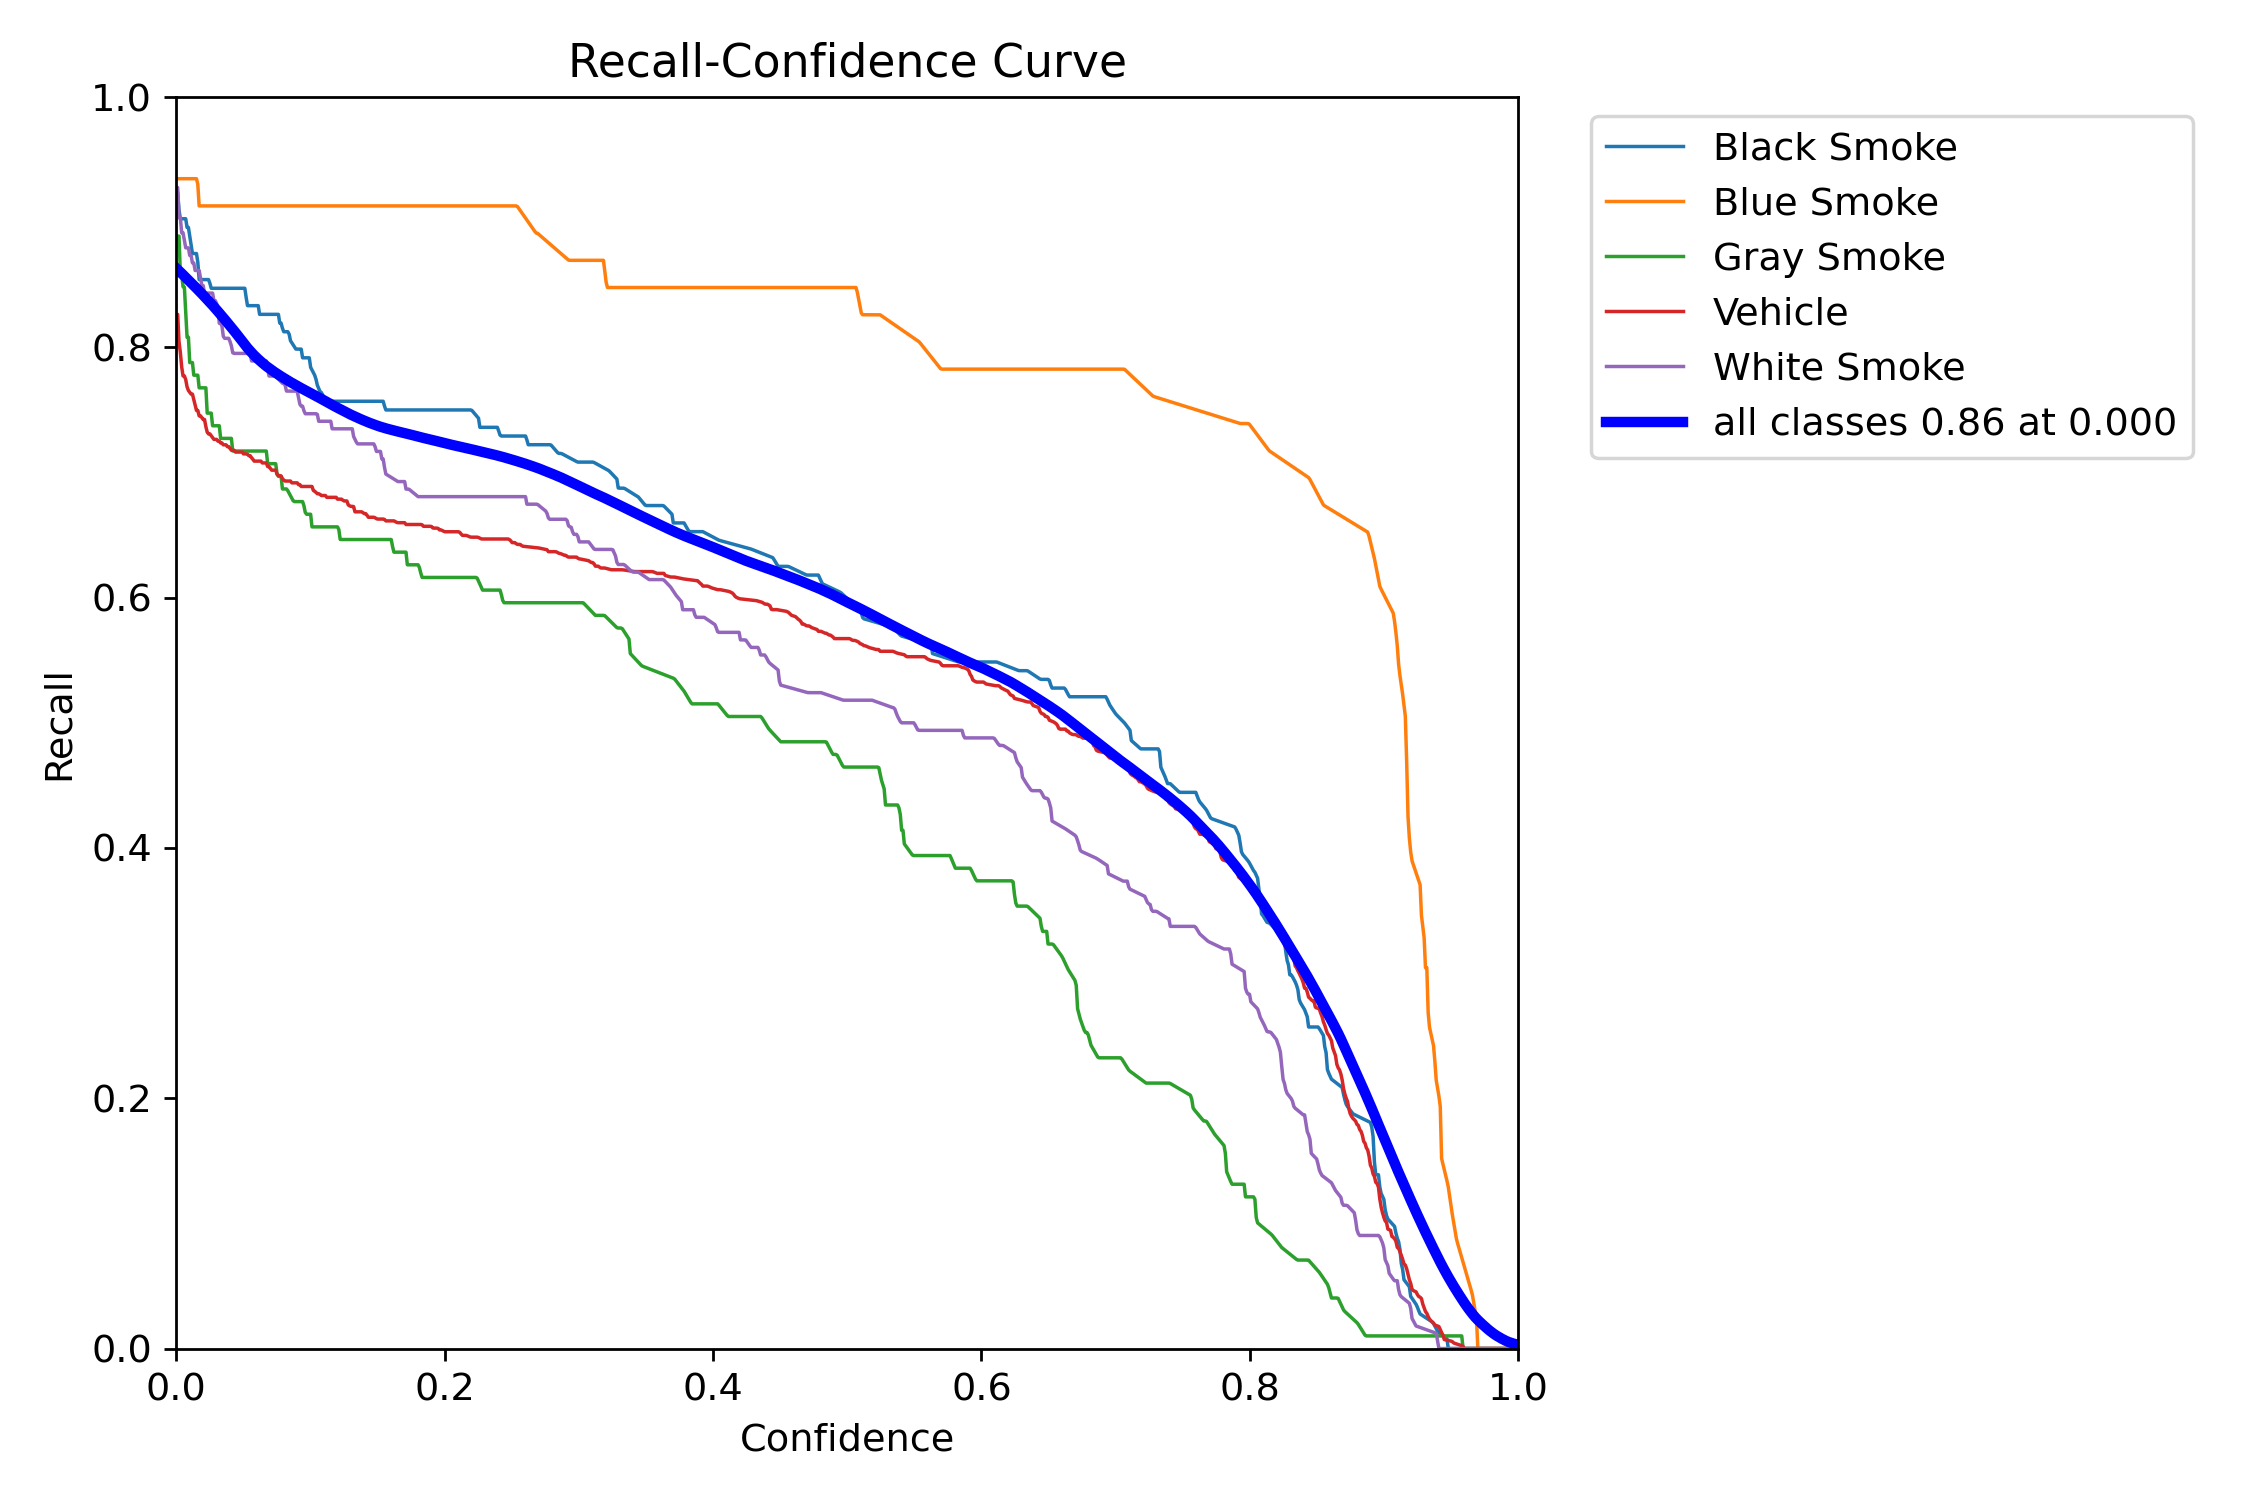 Recall-Confidence Curve
1.0
0.8
0.6
0.4
0.2
0.0
Recall
0.0 0.2 0.4 0.6 0.8 1.0
Confidence
Black Smoke
Blue Smoke
Gray Smoke
Vehicle
White Smoke
all classes 0.86 at 0.000